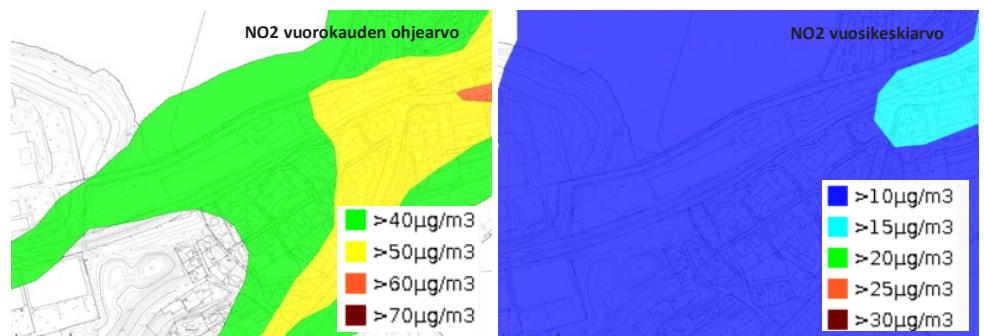 NO2 vuorokauden ohjearvo
>40µg/m3
>50µg/m3
>60µg/m3
>70µg/m3
NO2 vuosikeskiarvo
>10µg/m3
>15µg/m3
>20µg/m3
>25µg/m3
>30µg/m3